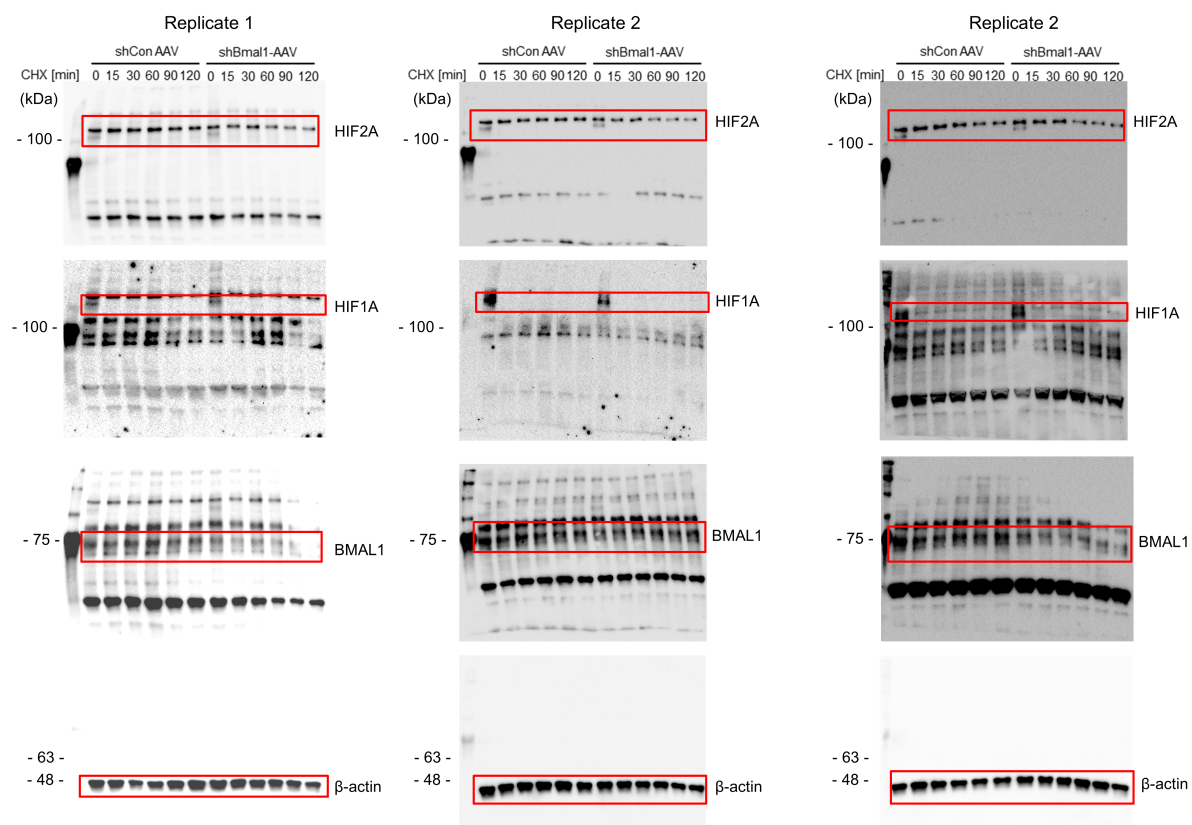 Replicate 1
Replicate 2
Replicate 2
shCon AAV shBmal1-AAV
shCon AAV shBmal1-AAV
shCon AAV shBmal1-AAV
CHX [min] 0 15 30 60 90 120 0 15 30 60 90 120
CHX [min] 0 15 30 60 90 120 0 15 30 60 90 120
CHX [min] 0 15 30 60 90 120 0 15 30 60 90 120
(kDa)
(kDa)
(kDa)
- 100 -
HIF2A
- 100 -
HIF2A
- 100 -
HIF2A
- 100 -
HIF1A
- 100 -
HIF1A
- 100 -
HIF1A
- 75 -
BMAL1
- 75 -
BMAL1
- 75 -
BMAL1
- 63 -
- 48 -
β-actin
- 63 -
- 48 -
β-actin
- 63 -
- 48 -
β-actin